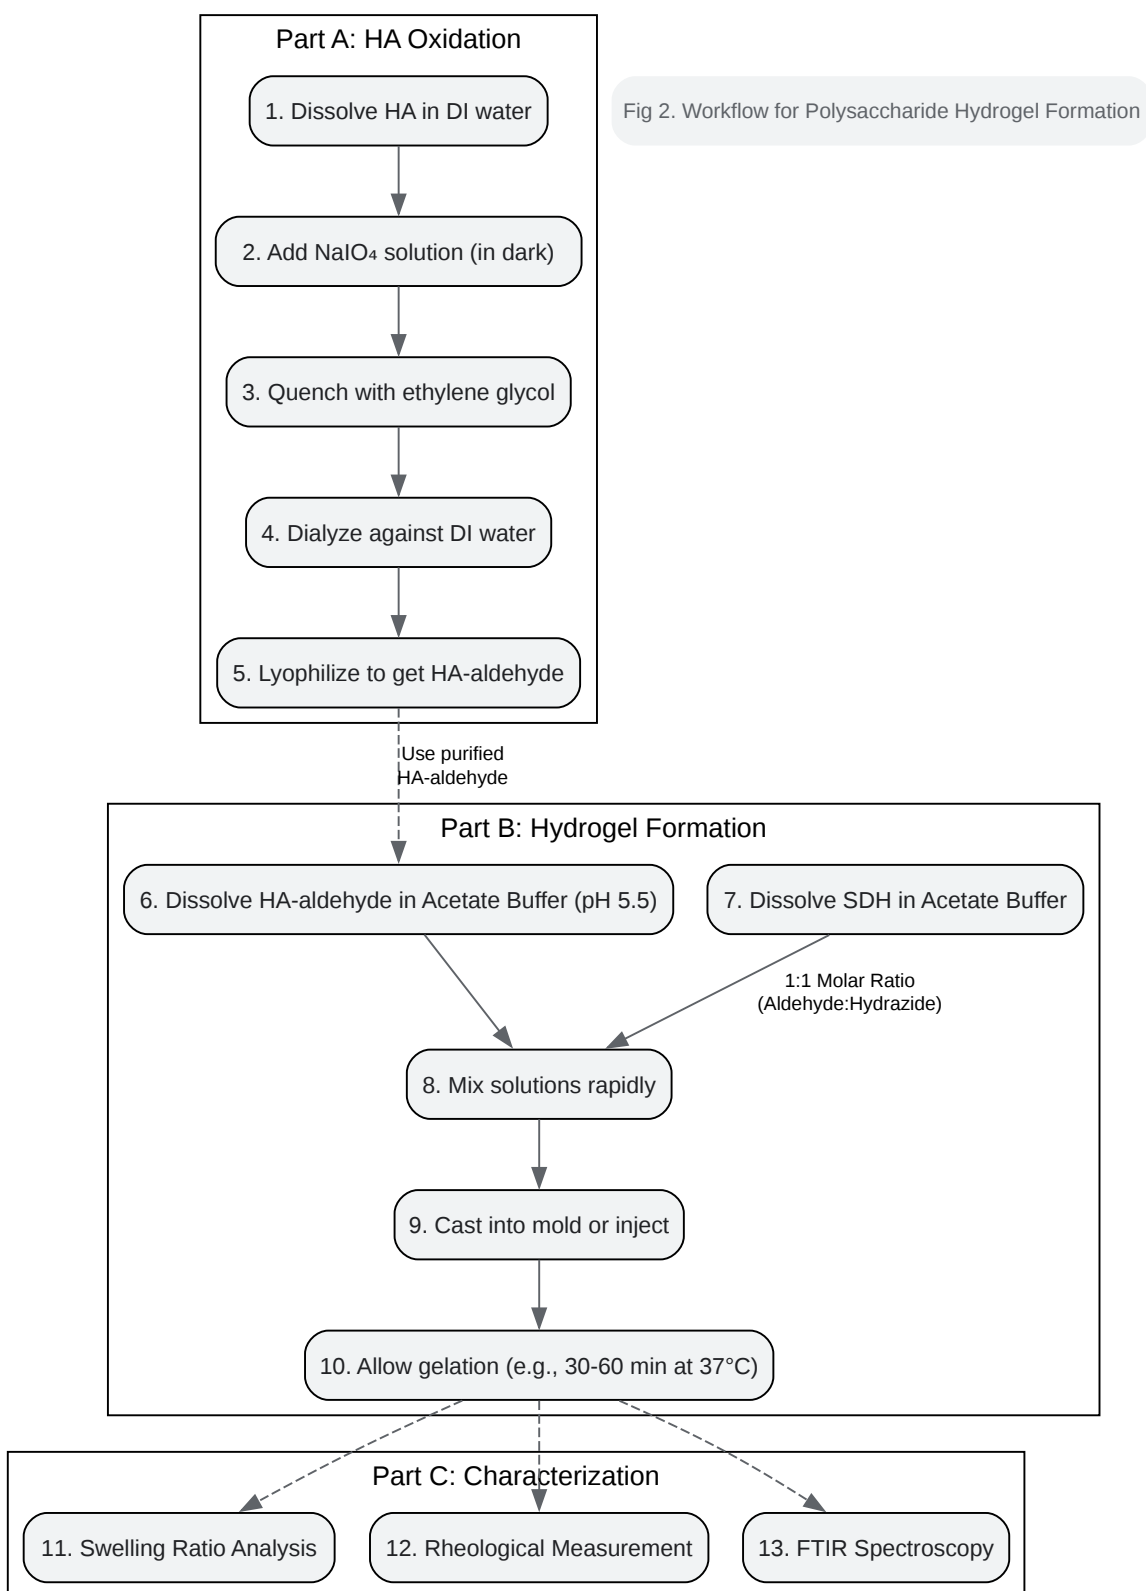 Part A: HA Oxidation
1. Dissolve HA in DI water
Fig 2. Workflow for Polysaccharide Hydrogel Formation
2. Add NaIO₄ solution (in dark)
3. Quench with ethylene glycol
4. Dialyze against DI water
5. Lyophilize to get HA-aldehyde
Use purified
HA-aldehyde
Part B: Hydrogel Formation
6. Dissolve HA-aldehyde in Acetate Buffer (pH 5.5)
7. Dissolve SDH in Acetate Buffer
1:1 Molar Ratio
(Aldehyde:Hydrazide)
8. Mix solutions rapidly
9. Cast into mold or inject
10. Allow gelation (e.g., 30-60 min at 37°C)
Part C: Characterization
11. Swelling Ratio Analysis
12. Rheological Measurement
13. FTIR Spectroscopy